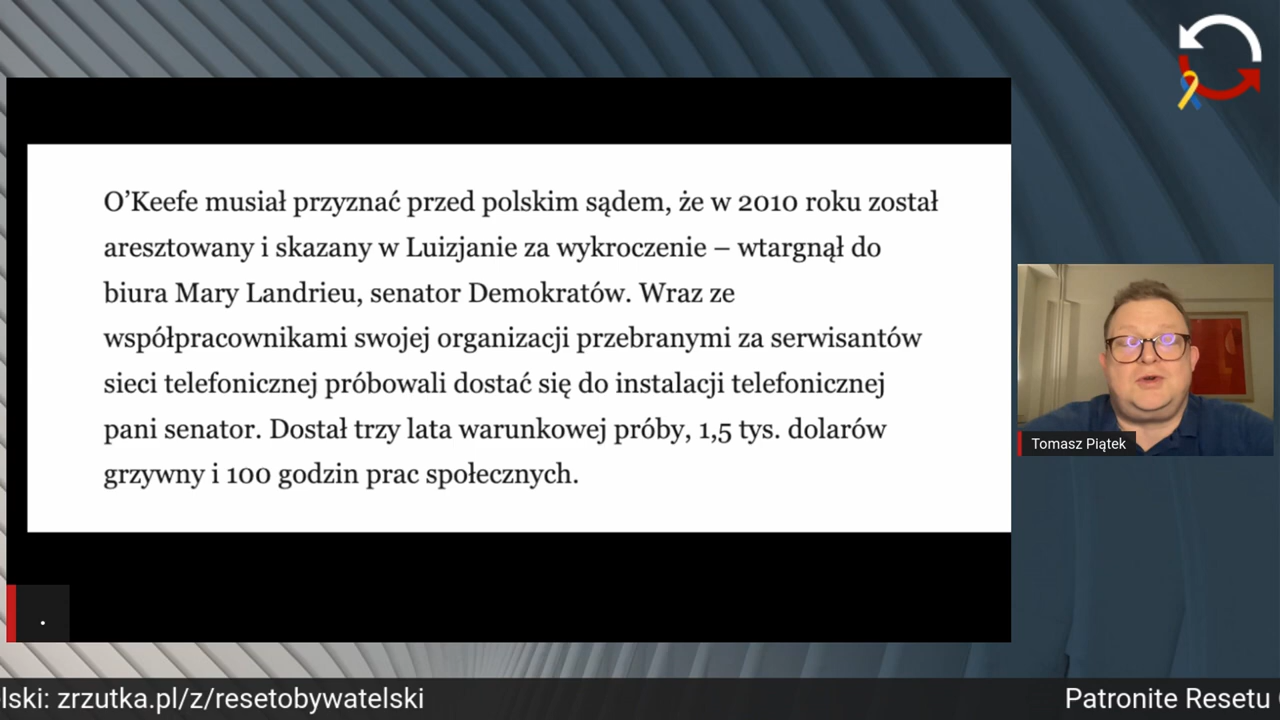 O’Keefe musiał przyznać przed polskim sądem, że w 2010 roku został
aresztowany i skazany w Luizjanie za wykroczenie – wtargnął do
biura Mary Landrieu, senator Demokratów. Wraz ze
współpracownikami swojej organizacji przebranymi za serwisantów
sieci telefonicznej próbowali dostać się do instalacji telefonicznej
pani senator. Dostał trzy lata warunkowej próby, 1,5 tys. dolarów
grzywny i 100 godzin prac społecznych.
Tomasz Piątek
.
lski: zrzutka.pl/z/resetobywatelski
Patronite Resetu